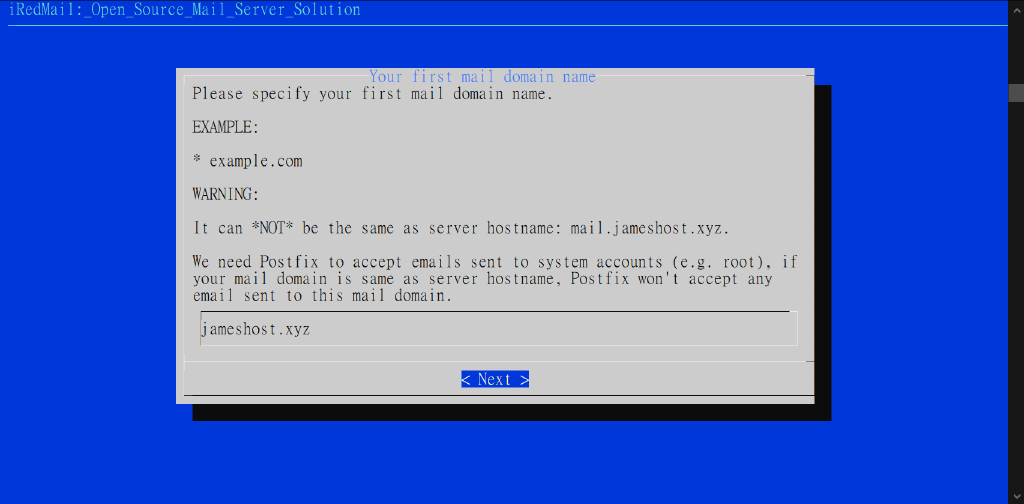 iRedMail:_Open_Source_Mail_Server_Solution
Your first mail domain name
Please specify your first mail domain name.
EXAMPLE:
* example.com
WARNING:
It can *NOT* be the same as server hostname: mail.jameshost.xyz.
We need Postfix to accept emails sent to system accounts (e.g. root), if
your mail domain is same as server hostname, Postfix won't accept any
email sent to this mail domain.
jameshost.xyz
< Next >